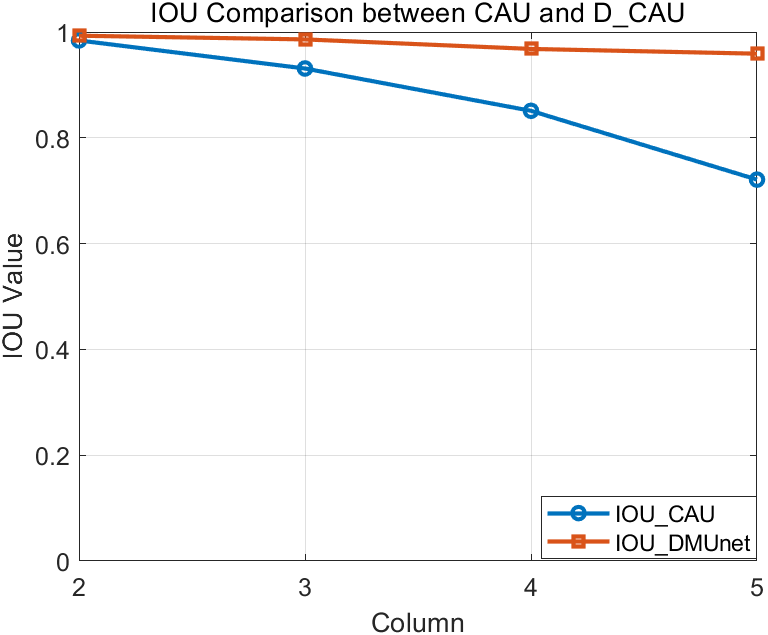 IOU Comparison between CAU and D_CAU
1
0.8
0.6
0.4
0.2
0
IOU Value
2 3 4 5
Column
IOU_CAU
IOU_DMUnet